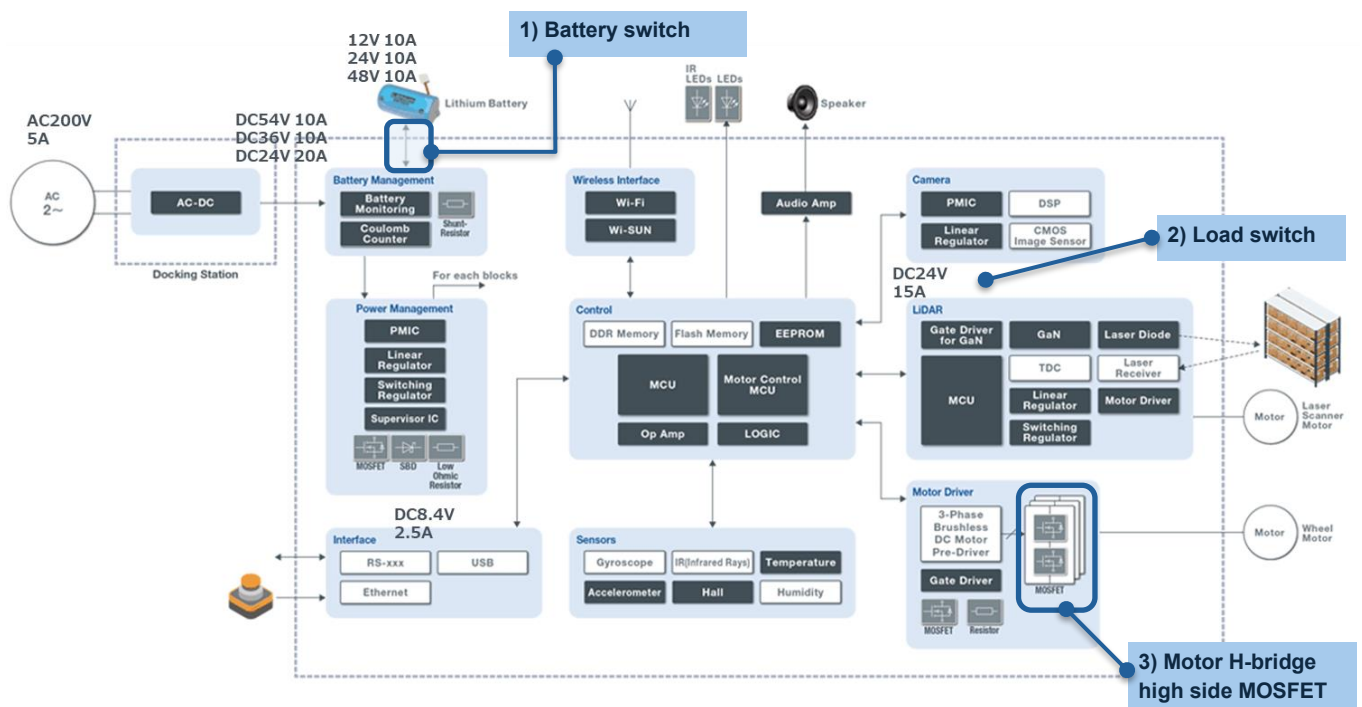 1) Battery switch
12V 10A
24V 10A
48V 10A
Lithium Battery
IR
LEDs
LEDs
Speaker
AC200V
5A
DC54V 10A
DC36V 10A
DC24V 20A
AC
2~
AC-DC
Docking Station
Battery Management
Battery
Monitoring
Coulomb
Counter
Shunt-
Resistor
Wireless Interface
Wi-Fi
Wi-SUN
Audio Amp
Camera
PMIC
DSP
Linear
Regulator
CMOS
Image Sensor
2) Load switch
For each blocks
DC24V
15A
Power Management
PMIC
Linear
Regulator
Switching
Regulator
Supervisor IC
MOSFET
SBD
Low
Ohmic
Resistor
Control
DDR Memory
Flash Memory
EEPROM
MCU
Motor Control
MCU
Op Amp
LOGIC
LiDAR
Gate Driver
for GaN
GaN
Laser Diode
MCU
TDC
Laser
Receiver
Linear
Regulator
Motor Driver
Switching
Regulator
Motor
Laser
Scanner
Motor
DC8.4V
2.5A
Interface
RS-xxx
USB
Ethernet
Sensors
Gyroscope
IR(Infrared Rays)
Temperature
Accelerometer
Hall
Humidity
Motor Driver
3-Phase
Brushless
DC Motor
Pre-Driver
MOSFET
Gate Driver
MOSFET
Resistor
Motor
Wheel
Motor
3) Motor H-bridge
high side MOSFET